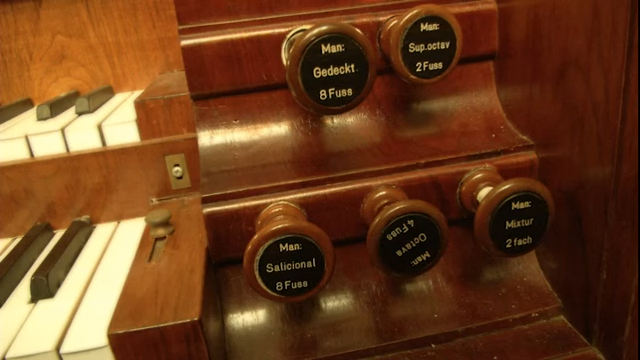 Man:
Gedeckt.
8 Fuss
Man:
Sup.octav
2 Fuss
Man:
Salicional
8 Fuss
Man:
Octava
4 Fuss
Man:
Mixtur
2 fach